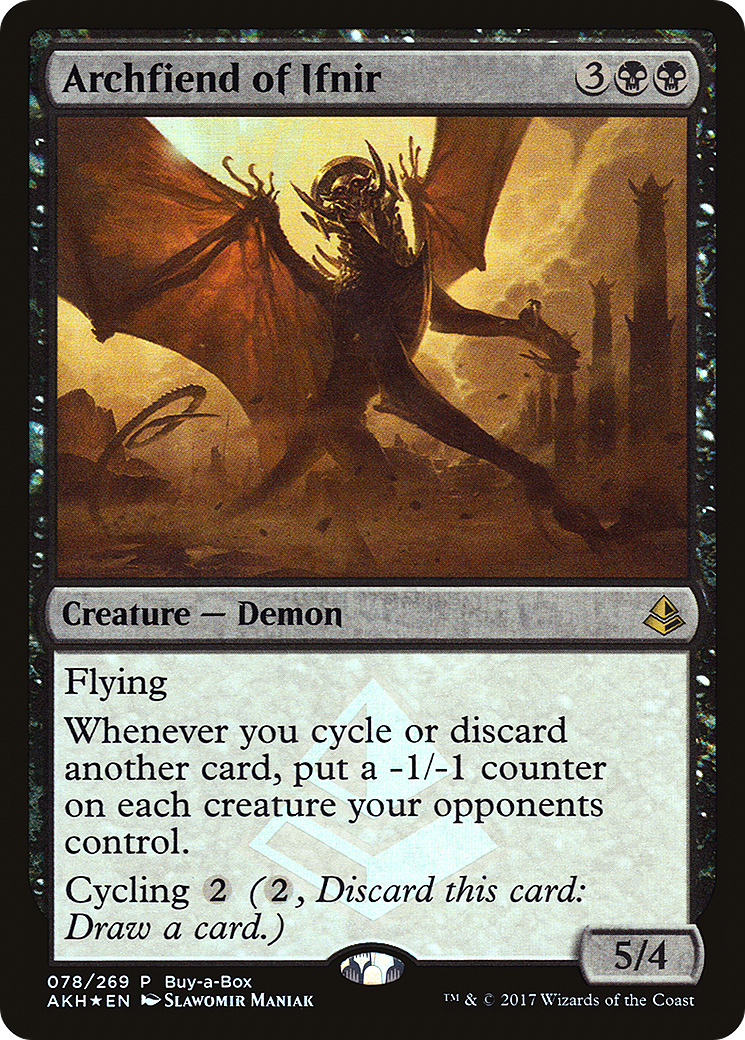 Archfiend of Ifnir 3
Creature — Demon
Flying
Whenever you cycle or discard
another card, put a -1/-1 counter
on each creature your opponents
control.
Cycling 2 (2, Discard this card:
Draw a card.)
5/4
078/269 P Buy-a-Box
AKH★EN Slawomir Maniak
™ & © 2017 Wizards of the Coast